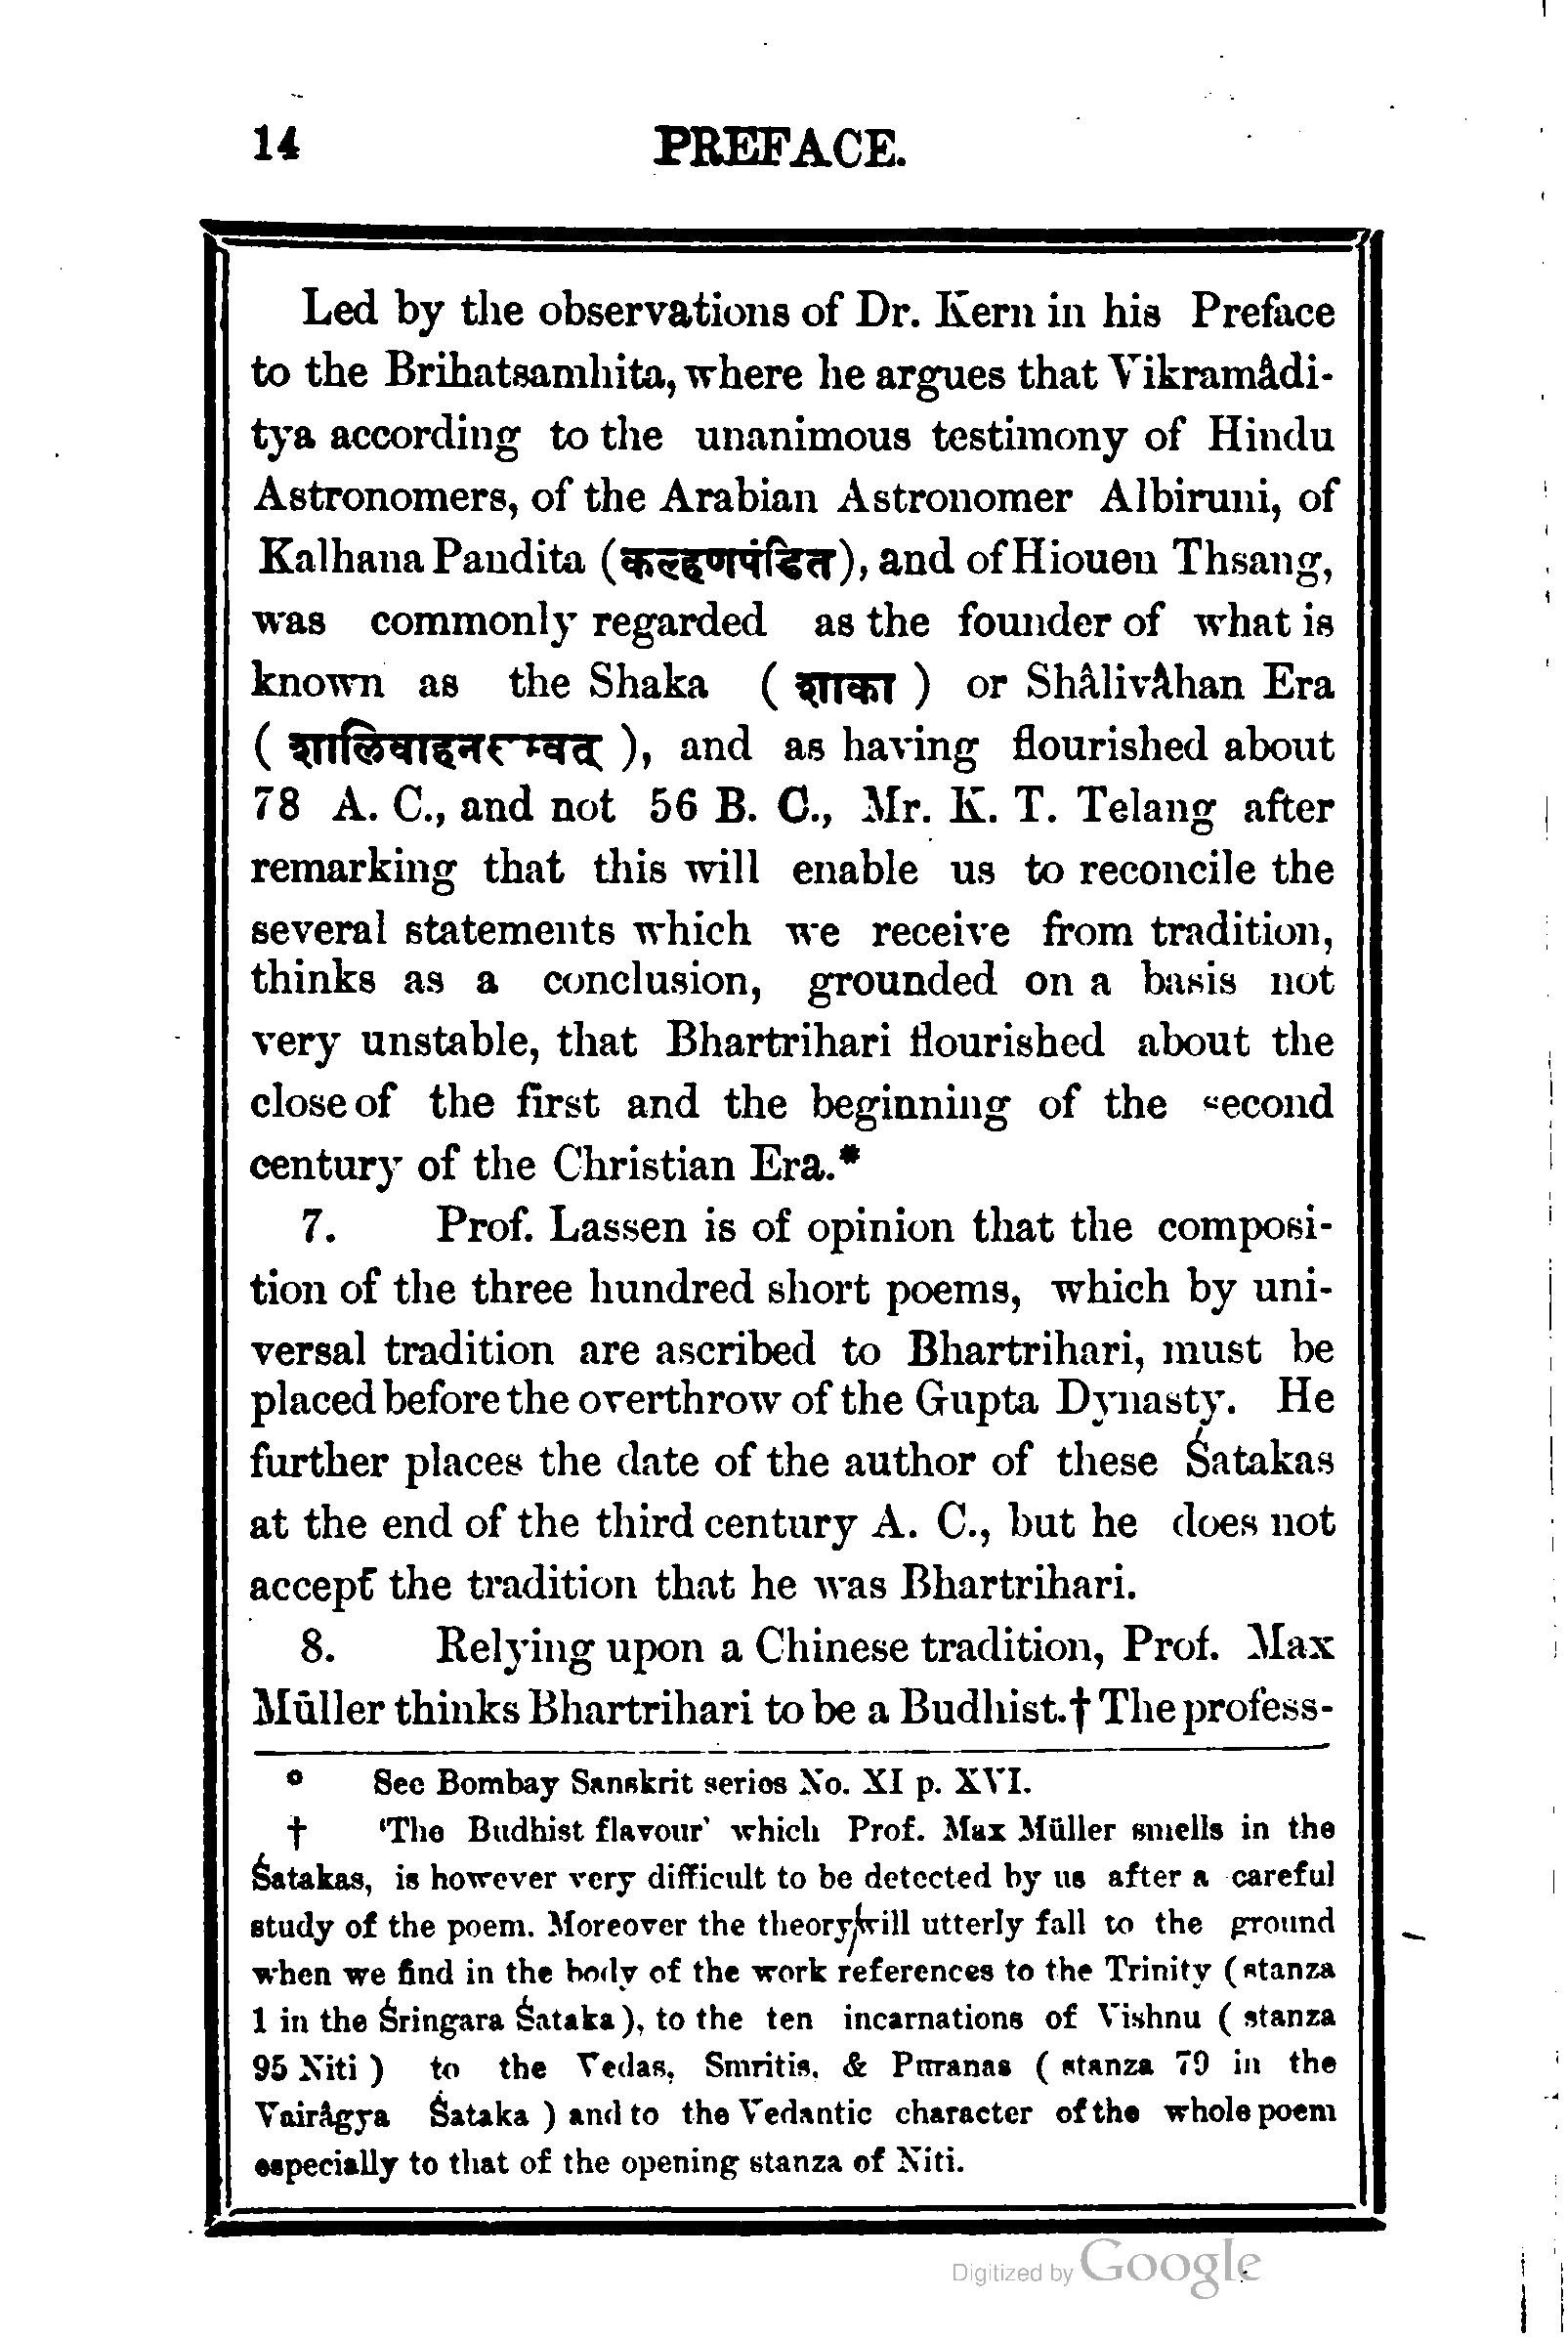 14 PREFACE.
Led by the observations of Dr. Kern in his Preface
to the Brihatsamhita, where he argues that Vikramâdi-
tya according to the unanimous testimony of Hindu
Astronomers, of the Arabian Astronomer Albiruni, of
Kalhana Pandita (कल्हणपंडित), and of Hiouen Thsang,
was commonly regarded as the founder of what is
known as the Shaka ( शाका ) or Shâlivâhan Era
( शालिवाहनसम्वत् ), and as having flourished about
78 A. C., and not 56 B. C., Mr. K. T. Telang after
remarking that this will enable us to reconcile the
several statements which we receive from tradition,
thinks as a conclusion, grounded on a basis not
very unstable, that Bhartrihari flourished about the
close of the first and the beginning of the second
century of the Christian Era.*
7. Prof. Lassen is of opinion that the composi-
tion of the three hundred short poems, which by uni-
versal tradition are ascribed to Bhartrihari, must be
placed before the overthrow of the Gupta Dynasty. He
further places the date of the author of these Śatakas
at the end of the third century A. C., but he does not
accept the tradition that he was Bhartrihari.
8. Relying upon a Chinese tradition, Prof. Max
Müller thinks Bhartrihari to be a Budhist.† The profess-
* See Bombay Sanskrit series No. XI p. XVI.
† 'The Budhist flavour' which Prof. Max Müller smells in the
Śatakas, is however very difficult to be detected by us after a careful
study of the poem. Moreover the theory will utterly fall to the ground
when we find in the body of the work references to the Trinity ( stanza
1 in the Śringara Śataka ), to the ten incarnations of Vishnu ( stanza
95 Niti ) to the Vedas, Smritis, & Puranas ( stanza 79 in the
Vairâgya Śataka ) and to the Vedantic character of the whole poem
especially to that of the opening stanza of Niti.
Digitized by Google